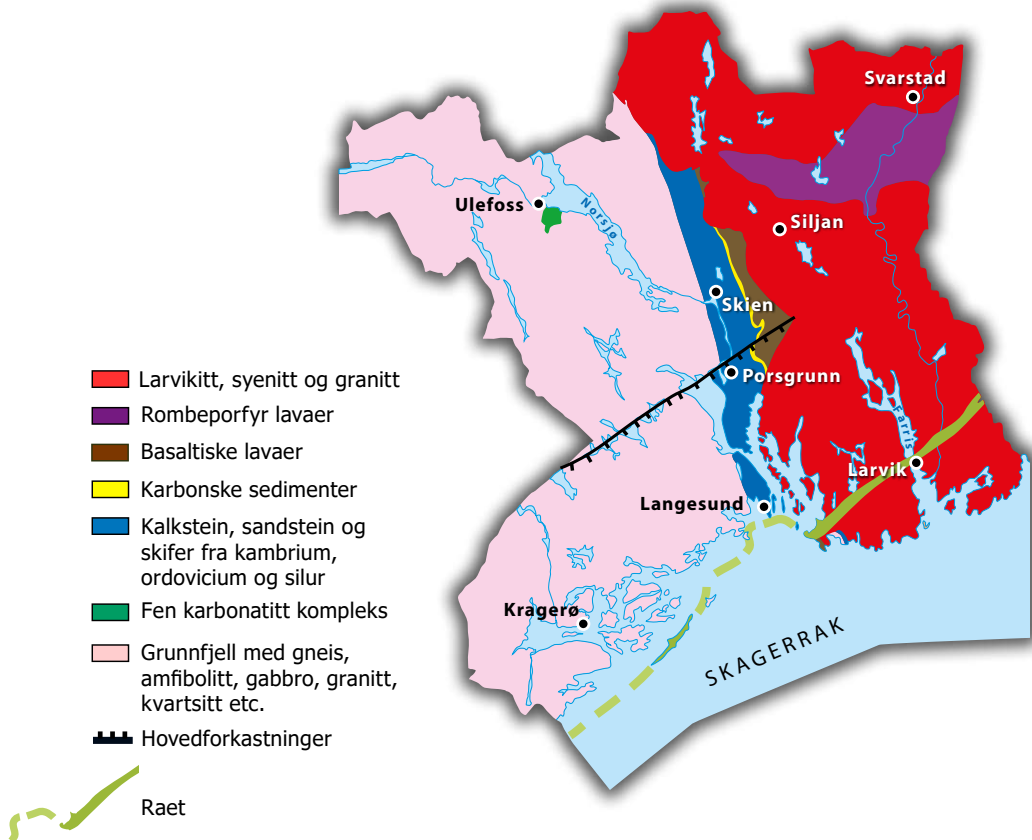 Svarstad
Ulefoss
Norsjø
Siljan
Skien
Porsgrunn
Farris
Larvik
Langesund
Kragerø
SKAGERRAK
Larvikitt, syenitt og granitt
Rombeporfyr lavaer
Basaltiske lavaer
Karbonske sedimenter
Kalkstein, sandstein og
skifer fra kambrium,
ordovicium og silur
Fen karbonatitt kompleks
Grunnfjell med gneis,
amfibolitt, gabbro, granitt,
kvartsitt etc.
Hovedforkastninger
Raet